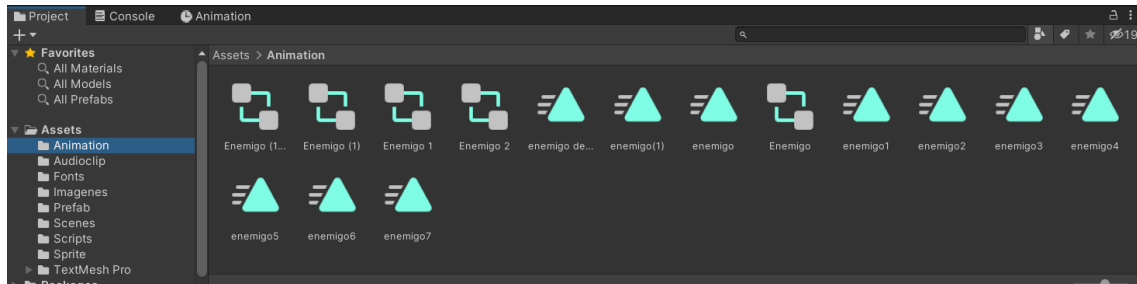 Project Console Animation
19
Favorites
All Materials
All Models
All Prefabs
Assets
Animation
Audioclip
Fonts
Imagenes
Prefab
Scenes
Scripts
Sprite
TextMesh Pro
Assets > Animation
Enemigo (1... Enemigo (1) Enemigo 1 Enemigo 2 enemigo de... enemigo(1) enemigo Enemigo enemigo1 enemigo2 enemigo3 enemigo4
enemigo5 enemigo6 enemigo7